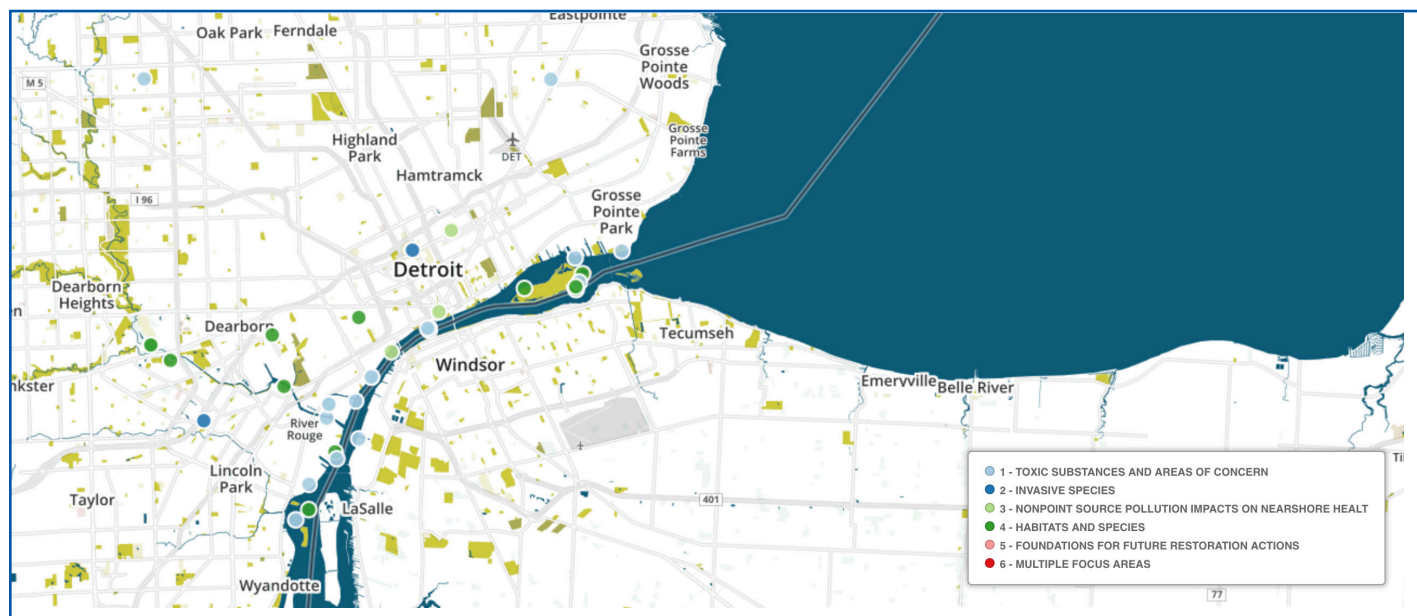 Eastpointe
Oak Park
Ferndale
Grosse
Pointe
Woods
M 5
Highland
Park
DET
Grosse
Pointe
Farms
Hamtramck
I 96
Grosse
Pointe
Park
Detroit
Dearborn
Heights
Dearborn
Tecumseh
Windsor
nkster
Emeryville
Belle River
River
Rouge
Lincoln
Park
Taylor
LaSalle
401
Wyandotte
77
1 - TOXIC SUBSTANCES AND AREAS OF CONCERN
2 - INVASIVE SPECIES
3 - NONPOINT SOURCE POLLUTION IMPACTS ON NEARSHORE HEALT
4 - HABITATS AND SPECIES
5 - FOUNDATIONS FOR FUTURE RESTORATION ACTIONS
6 - MULTIPLE FOCUS AREAS